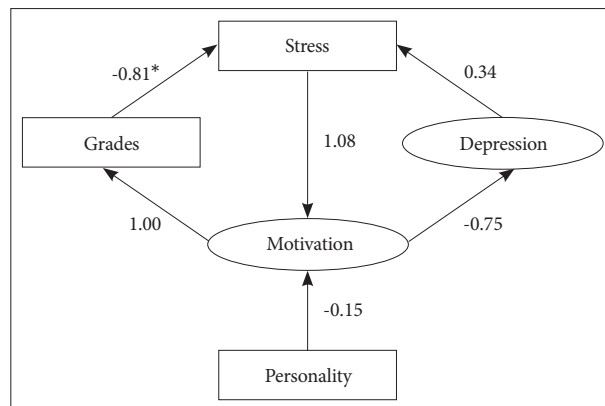 Stress
-0.81*
0.34
Grades
1.08
Depression
1.00
Motivation
-0.75
-0.15
Personality